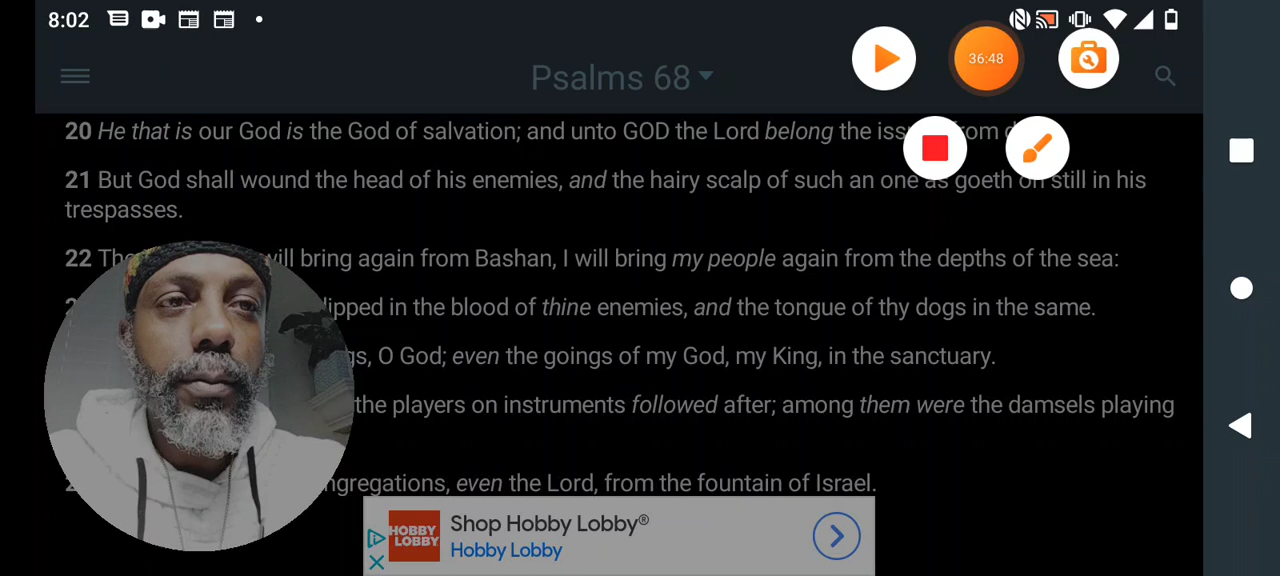 8:02
36:48
Psalms 68
20 He that is our God is the God of salvation; and unto GOD the Lord belong the from
21 But God shall wound the head of his enemies, and the hairy scalp of such an one as goeth on still in his
trespasses.
22 will bring again from Bashan, I will bring my people again from the depths of the sea:
dipped in the blood of thine enemies, and the tongue of thy dogs in the same.
O God; even the goings of my God, my King, in the sanctuary.
the players on instruments followed after; among them were the damsels playing
congregations, even the Lord, from the fountain of Israel.
HOBBY
LOBBY
Shop Hobby Lobby®
Hobby Lobby